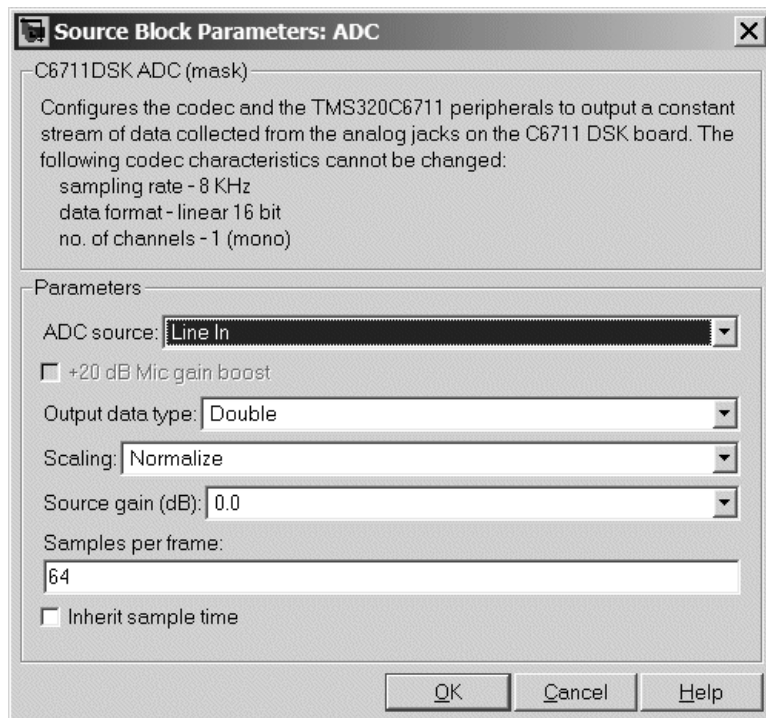 Source Block Parameters: ADC
C6711DSK ADC (mask)
Configures the codec and the TMS320C6711 peripherals to output a constant
stream of data collected from the analog jacks on the C6711 DSK board. The
following codec characteristics cannot be changed:
sampling rate - 8 KHz
data format - linear 16 bit
no. of channels - 1 (mono)
Parameters
ADC source: Line In
+20 dB Mic gain boost
Output data type: Double
Scaling: Normalize
Source gain (dB): 0.0
Samples per frame:
64
Inherit sample time
OK Cancel Help